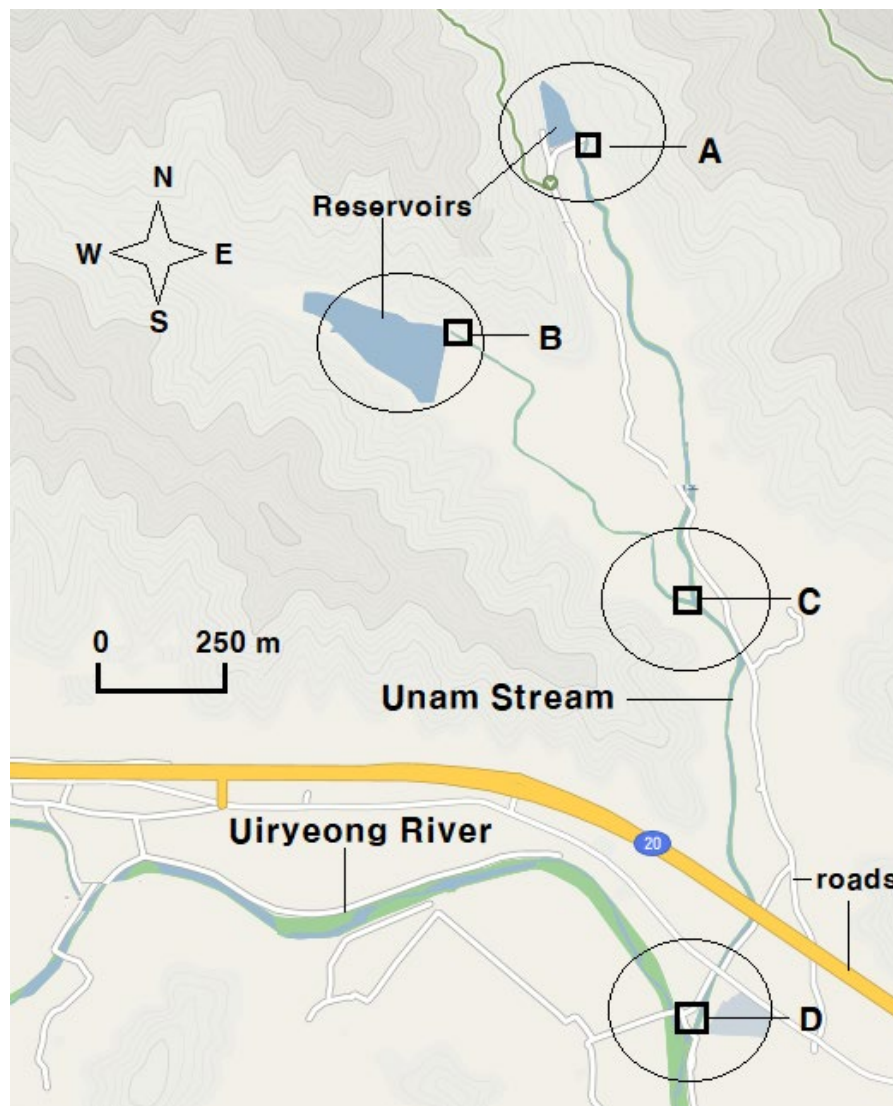 A
N
Reservoirs
W
E
S
B
C
0
250 m
Unam Stream
Uiryeong River
20
roads
D